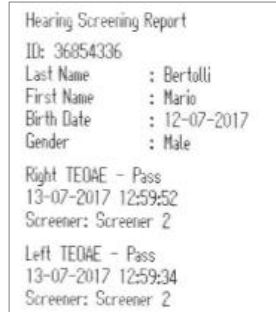 Hearing Screening Report
ID: 36854336
Last Name : Bertolli
First Name : Mario
Birth Date : 12-07-2017
Gender : Male
Right TEOAE - Pass
13-07-2017 12:59:52
Screener: Screener 2
Left TEOAE - Pass
13-07-2017 12:59:34
Screener: Screener 2